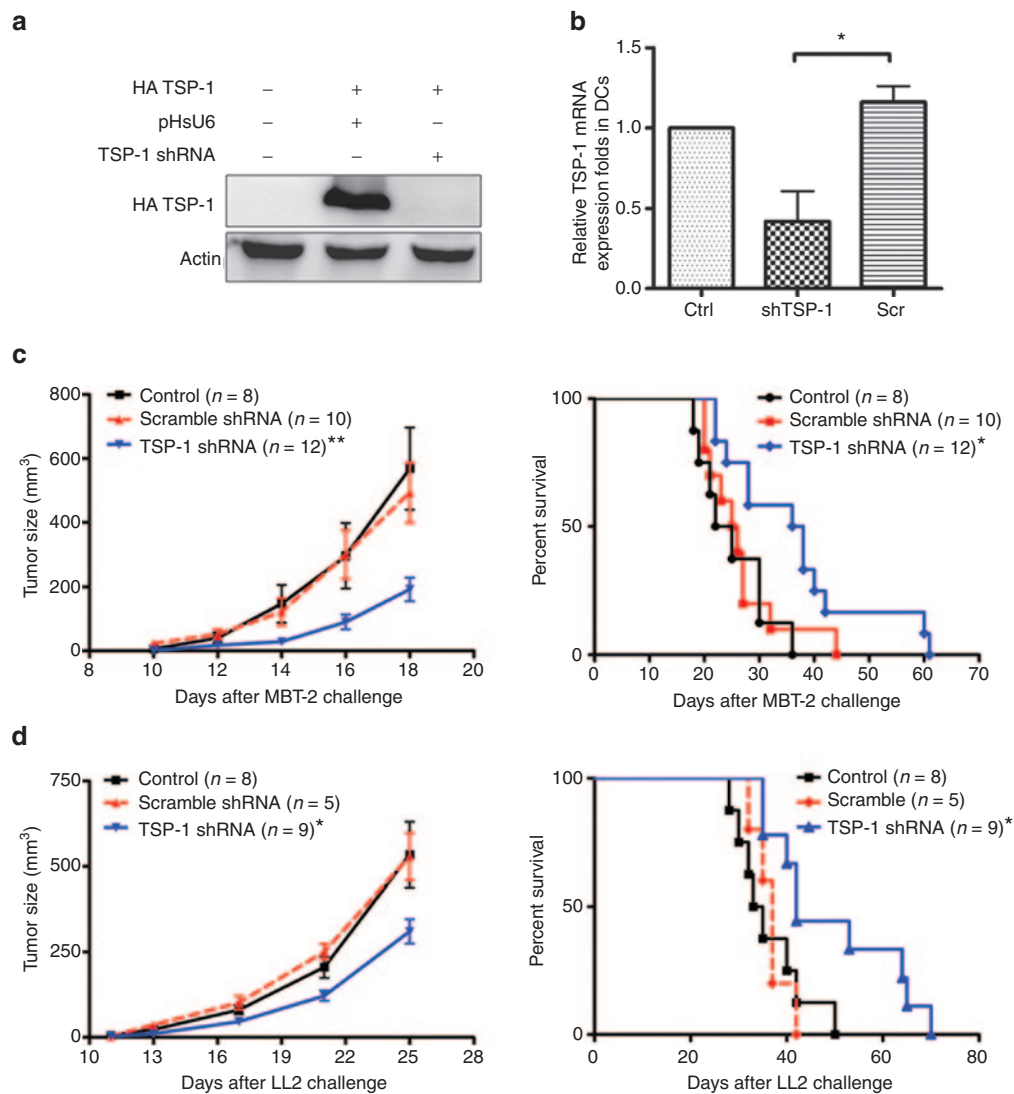 a
HA TSP-1 – + +
pHsU6 – + –
TSP-1 shRNA – – +
HA TSP-1
Actin
b
Relative TSP-1 mRNA
expression folds in DCs
1.5
1.0
0.5
0.0
*
Ctrl shTSP-1 Scr
c
Tumor size (mm³)
800
600
400
200
0
Control (n = 8)
Scramble shRNA (n = 10)
TSP-1 shRNA (n = 12)**
8 10 12 14 16 18 20
Days after MBT-2 challenge
Percent survival
100
50
0
Control (n = 8)
Scramble shRNA (n = 10)
TSP-1 shRNA (n = 12)*
0 10 20 30 40 50 60 70
Days after MBT-2 challenge
d
Tumor size (mm³)
750
500
250
0
Control (n = 8)
Scramble shRNA (n = 5)
TSP-1 shRNA (n = 9)*
10 13 16 19 22 25 28
Days after LL2 challenge
Percent survival
100
50
0
Control (n = 8)
Scramble (n = 5)
TSP-1 shRNA (n = 9)*
0 20 40 60 80
Days after LL2 challenge